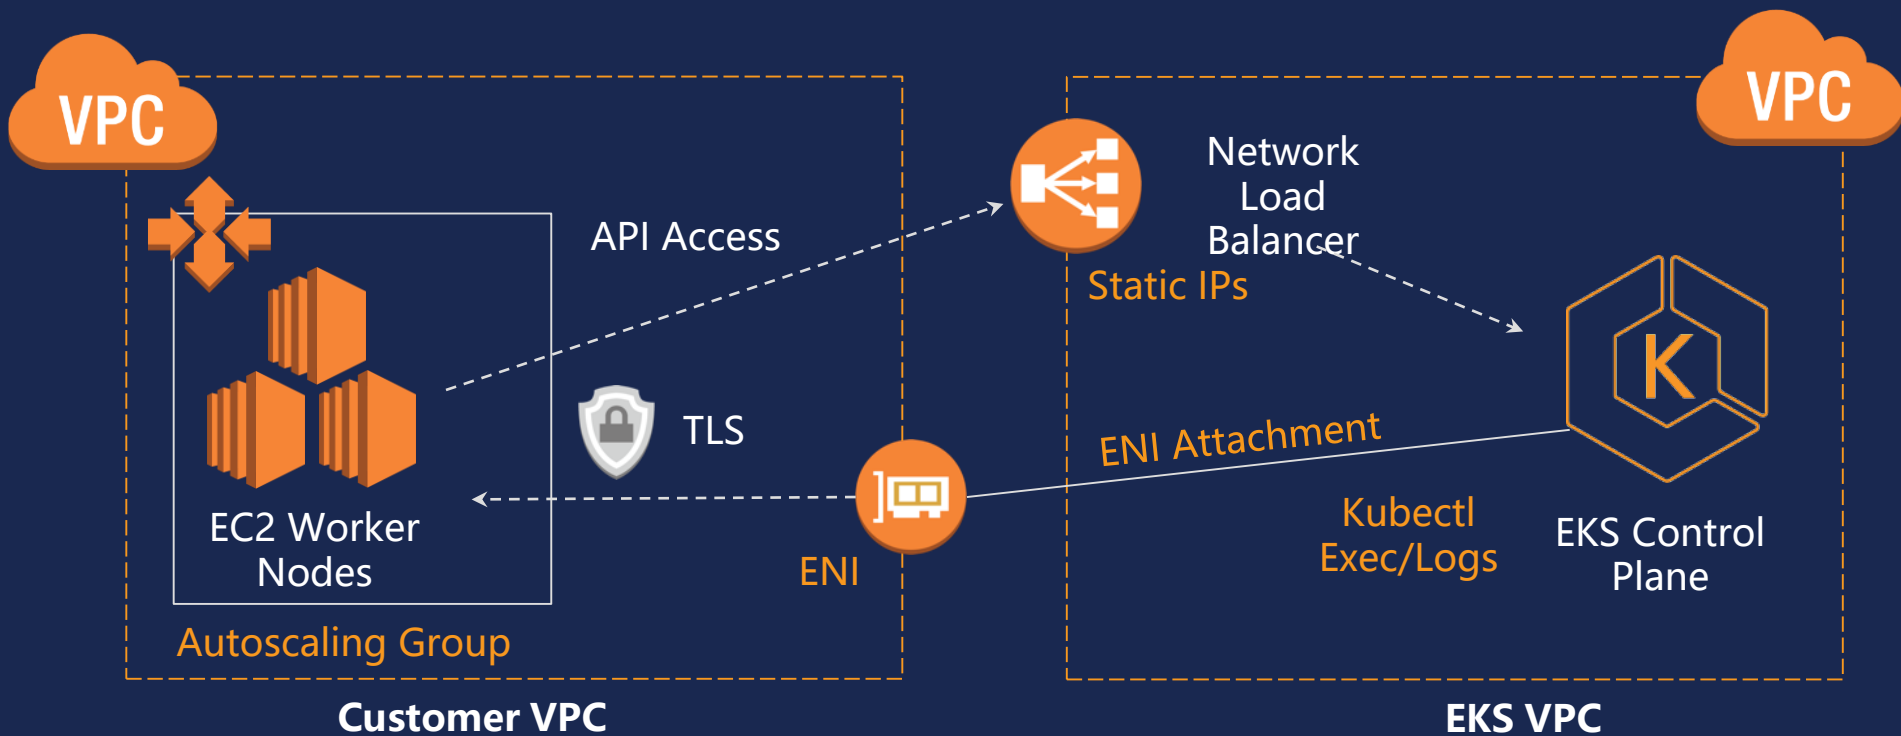 VPC
VPC
Network
Load
Balancer
API Access
Static IPs
K
TLS
ENI Attachment
EC2 Worker
Nodes
ENI
Kubectl
Exec/Logs
EKS Control
Plane
Autoscaling Group
Customer VPC
EKS VPC